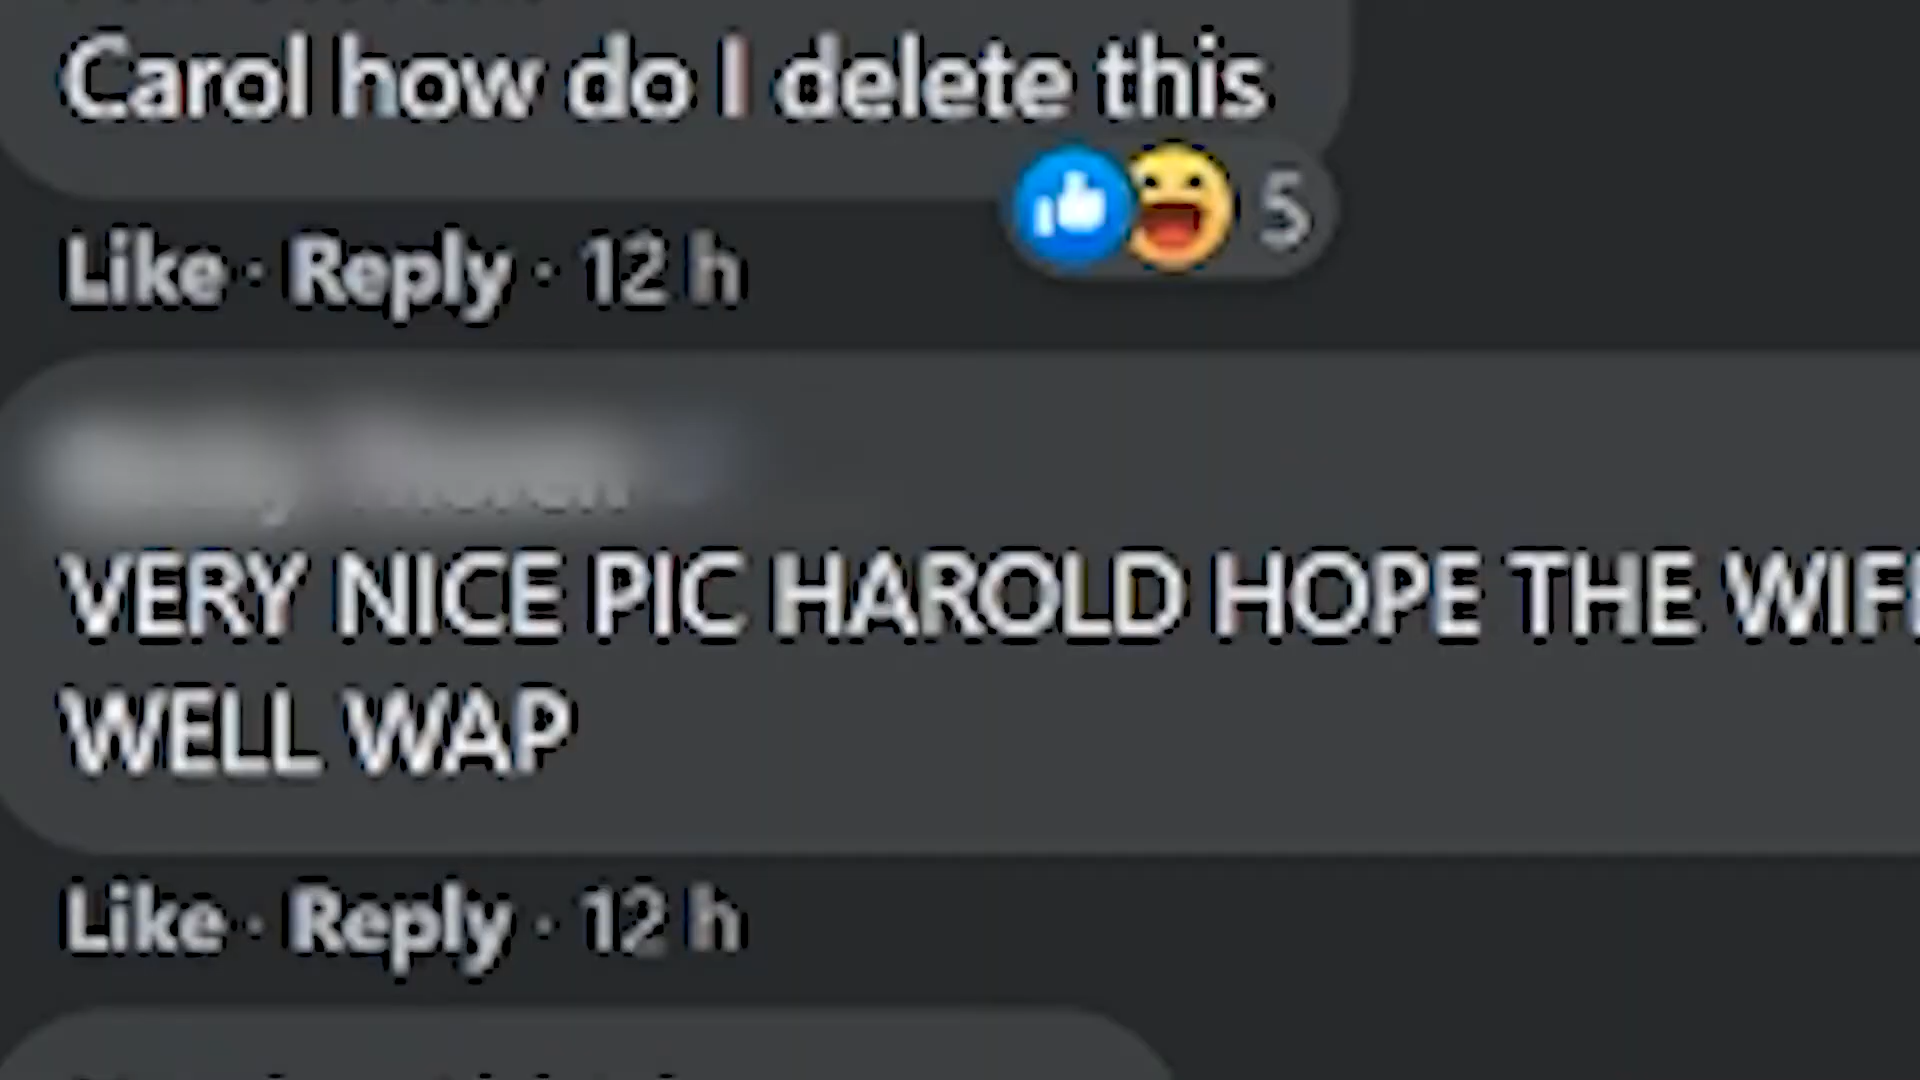 Carol how do I delete this
5
Like · Reply · 12 h
VERY NICE PIC HAROLD HOPE THE
WELL WAP
Like · Reply · 12 h